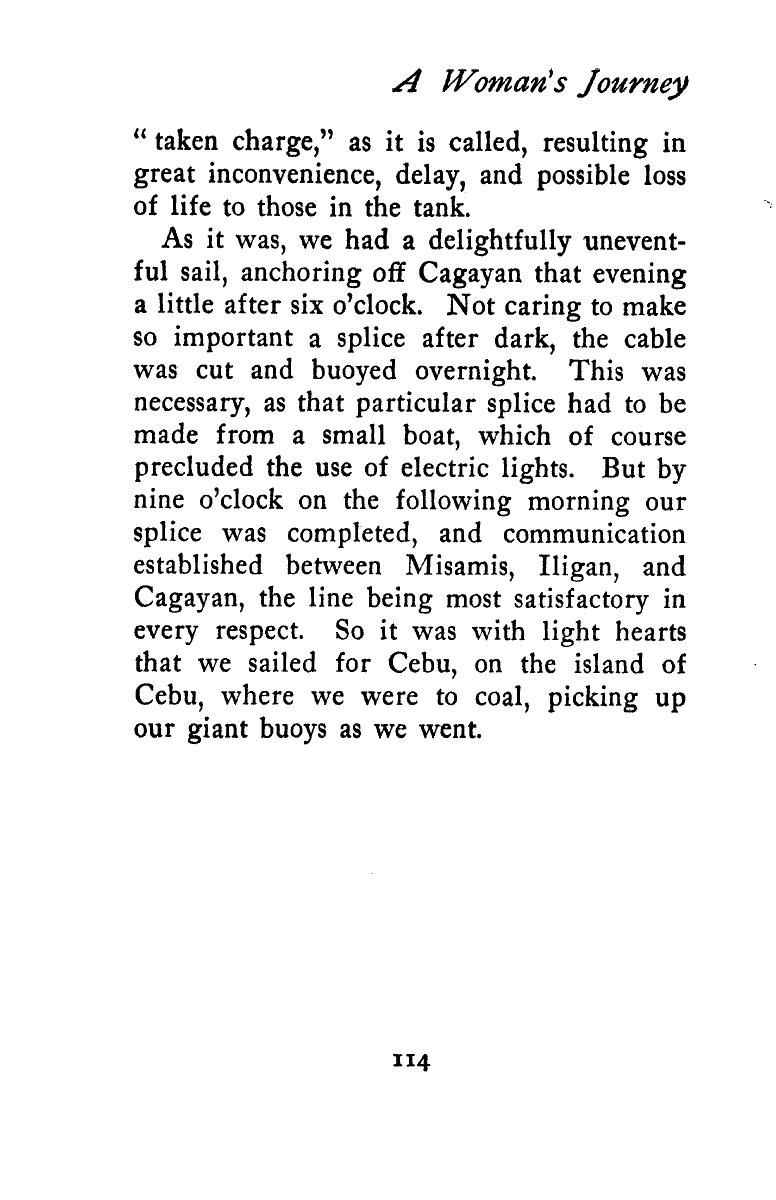 A Woman's Journey
“ taken charge,” as it is called, resulting in
great inconvenience, delay, and possible loss
of life to those in the tank.
As it was, we had a delightfully unevent-
ful sail, anchoring off Cagayan that evening
a little after six o’clock. Not caring to make
so important a splice after dark, the cable
was cut and buoyed overnight. This was
necessary, as that particular splice had to be
made from a small boat, which of course
precluded the use of electric lights. But by
nine o’clock on the following morning our
splice was completed, and communication
established between Misamis, Iligan, and
Cagayan, the line being most satisfactory in
every respect. So it was with light hearts
that we sailed for Cebu, on the island of
Cebu, where we were to coal, picking up
our giant buoys as we went.
114